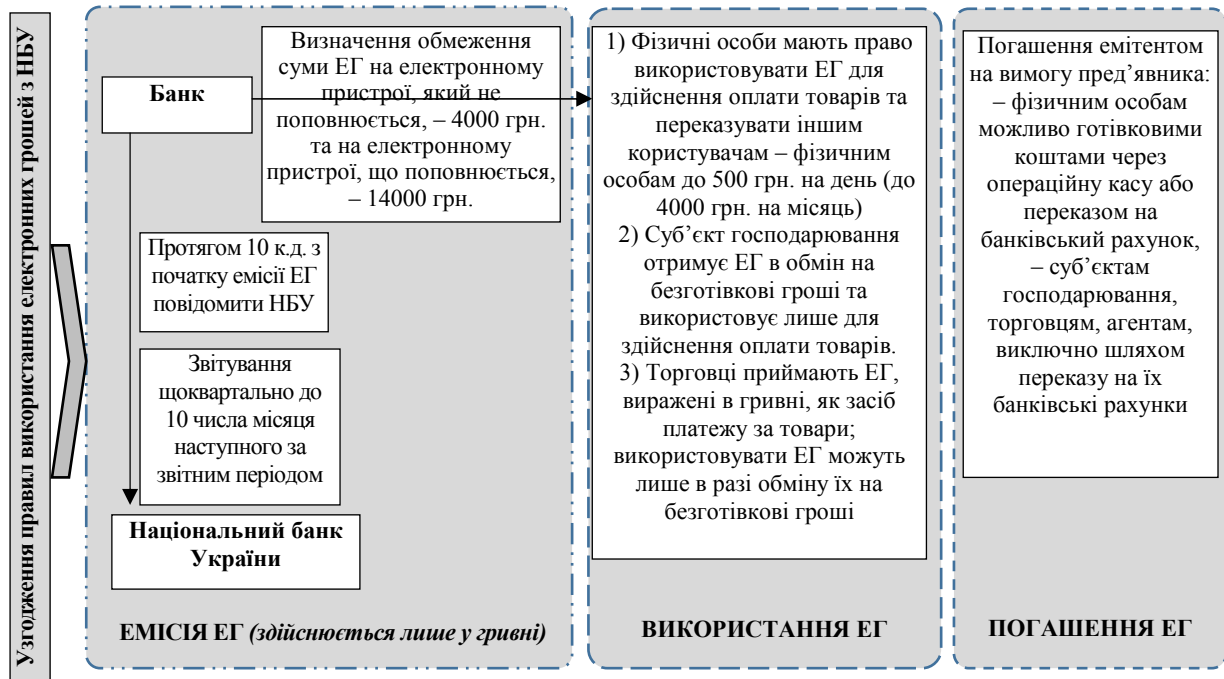 Узгодження правил використання електронних грошей з НБУ
Банк
Визначення обмеження
суми ЕГ на електронному
пристрої, який не
поповнюється, – 4000 грн.
та на електронному
пристрої, що поповнюється,
– 14000 грн.
Протягом 10 к.д. з
початку емісії ЕГ
повідомити НБУ
Звітування
щоквартально до
10 числа місяця
наступного за
звітним періодом
Національний банк
України
ЕМІСІЯ ЕГ (здійснюється лише у гривні)
1) Фізичні особи мають право
використовувати ЕГ для
здійснення оплати товарів та
переказувати іншим
користувачам – фізичним
особам до 500 грн. на день (до
4000 грн. на місяць)
2) Суб’єкт господарювання
отримує ЕГ в обмін на
безготівкові гроші та
використовує лише для
здійснення оплати товарів.
3) Торговці приймають ЕГ,
виражені в гривні, як засіб
платежу за товари;
використовувати ЕГ можуть
лише в разі обміну їх на
безготівкові гроші
ВИКОРИСТАННЯ ЕГ
Погашення емітентом
на вимогу пред’явника:
– фізичним особам
можливо готівковими
коштами через
операційну касу або
переказом на
банківський рахунок,
– суб’єктам
господарювання,
торговцям, агентам,
виключно шляхом
переказу на їх
банківські рахунки
ПОГАШЕННЯ ЕГ